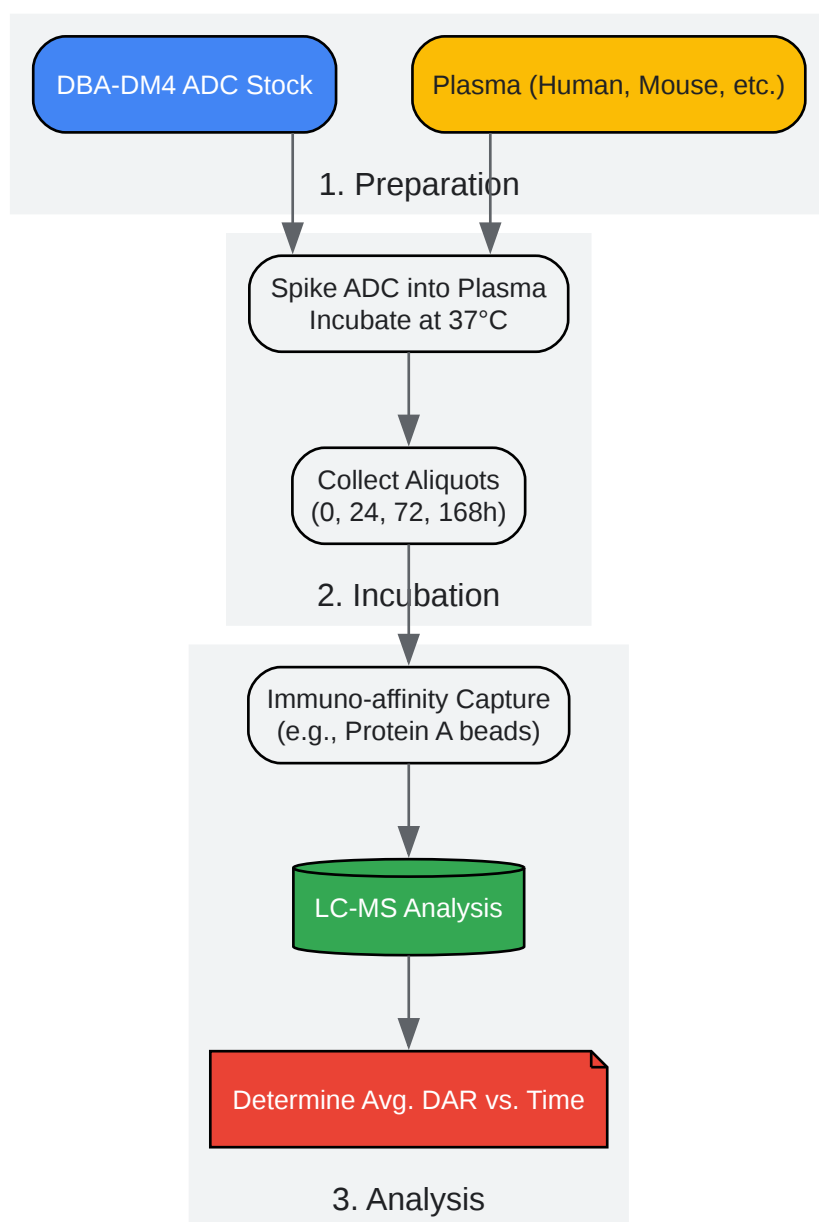 DBA-DM4 ADC Stock
Plasma (Human, Mouse, etc.)
1. Preparation
Spike ADC into Plasma
Incubate at 37°C
Collect Aliquots
(0, 24, 72, 168h)
2. Incubation
Immuno-affinity Capture
(e.g., Protein A beads)
LC-MS Analysis
Determine Avg. DAR vs. Time
3. Analysis